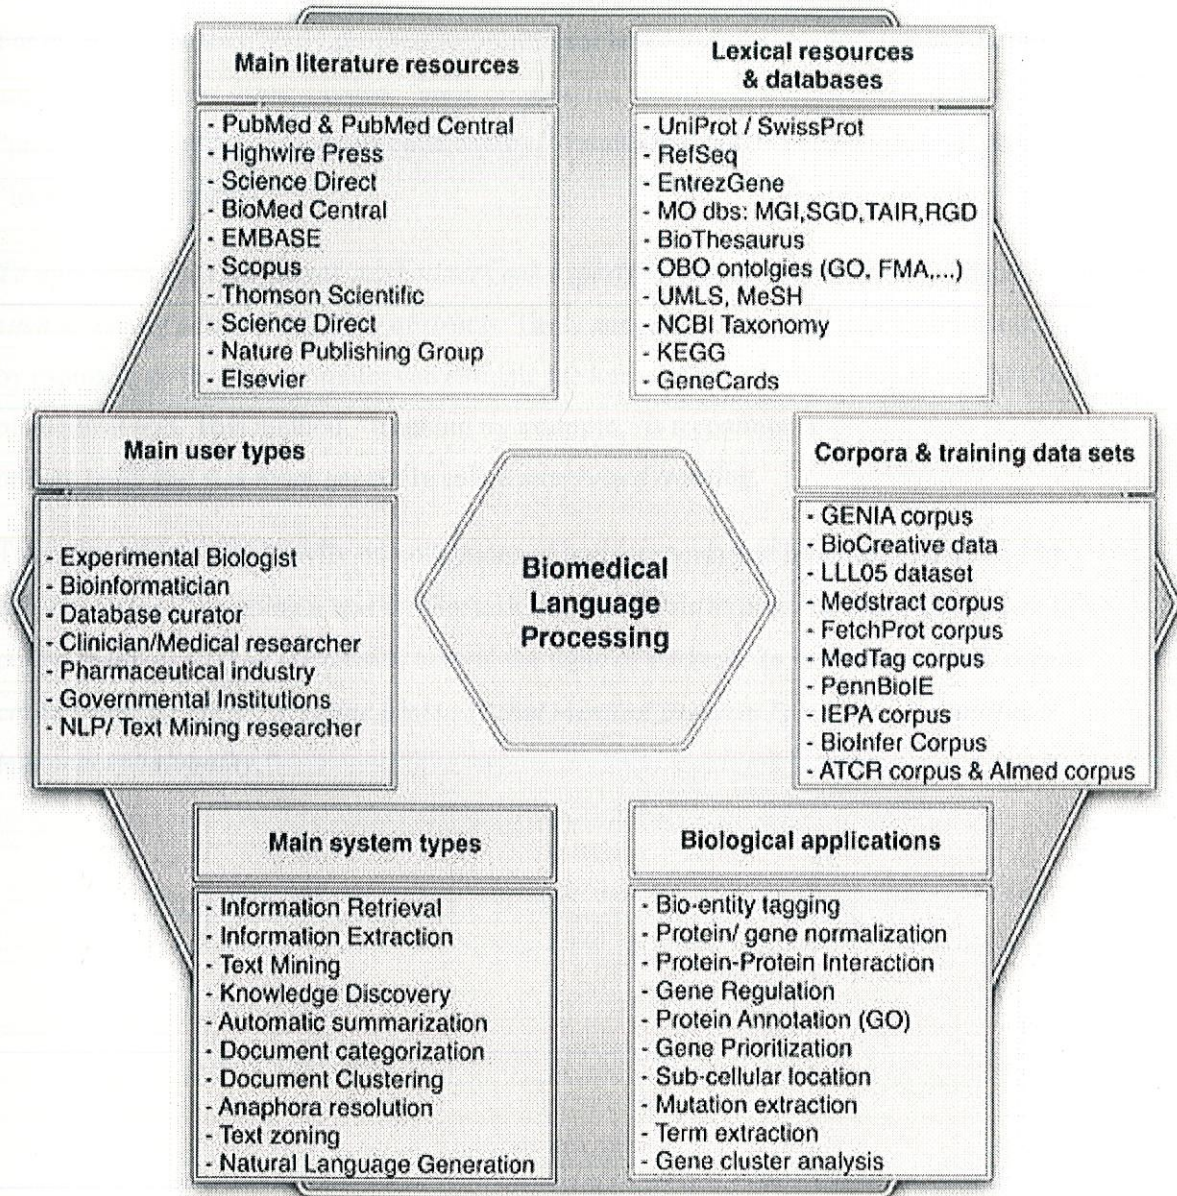 Main literature resources
- PubMed & PubMed Central
- Highwire Press
- Science Direct
- BioMed Central
- EMBASE
- Scopus
- Thomson Scientific
- Science Direct
- Nature Publishing Group
- Elsevier
Lexical resources
& databases
- UniProt / SwissProt
- RefSeq
- EntrezGene
- MO dbs: MGI,SGD,TAIR,RGD
- BioThesaurus
- OBO ontolgies (GO, FMA,...)
- UMLS, MeSH
- NCBI Taxonomy
- KEGG
- GeneCards
Main user types
- Experimental Biologist
- Bioinformatician
- Database curator
- Clinician/Medical researcher
- Pharmaceutical industry
- Governmental Institutions
- NLP/ Text Mining researcher
Biomedical
Language
Processing
Corpora & training data sets
- GENIA corpus
- BioCreative data
- LLL05 dataset
- Medstract corpus
- FetchProt corpus
- MedTag corpus
- PennBioIE
- IEPA corpus
- BioInfer Corpus
- ATCR corpus & AImed corpus
Main system types
- Information Retrieval
- Information Extraction
- Text Mining
- Knowledge Discovery
- Automatic summarization
- Document categorization
- Document Clustering
- Anaphora resolution
- Text zoning
- Natural Language Generation
Biological applications
- Bio-entity tagging
- Protein/ gene normalization
- Protein-Protein Interaction
- Gene Regulation
- Protein Annotation (GO)
- Gene Prioritization
- Sub-cellular location
- Mutation extraction
- Term extraction
- Gene cluster analysis